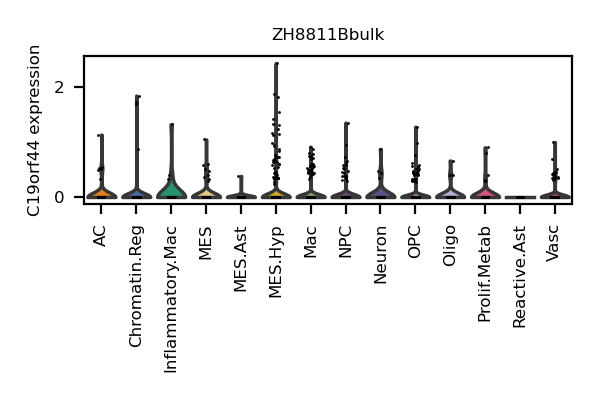 ZH8811Bbulk
C19orf44 expression
2
0
AC
Chromatin.Reg
Inflammatory.Mac
MES
MES.Ast
MES.Hyp
Mac
NPC
Neuron
OPC
Oligo
Prolif.Metab
Reactive.Ast
Vasc